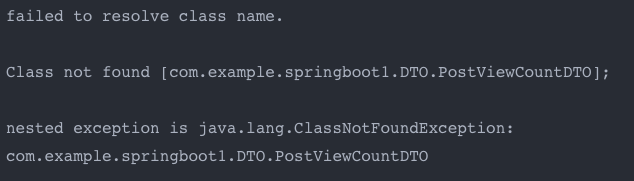 failed to resolve class name.
Class not found [com.example.springboot1.DTO.PostViewCountDTO];
nested exception is java.lang.ClassNotFoundException:
com.example.springboot1.DTO.PostViewCountDTO